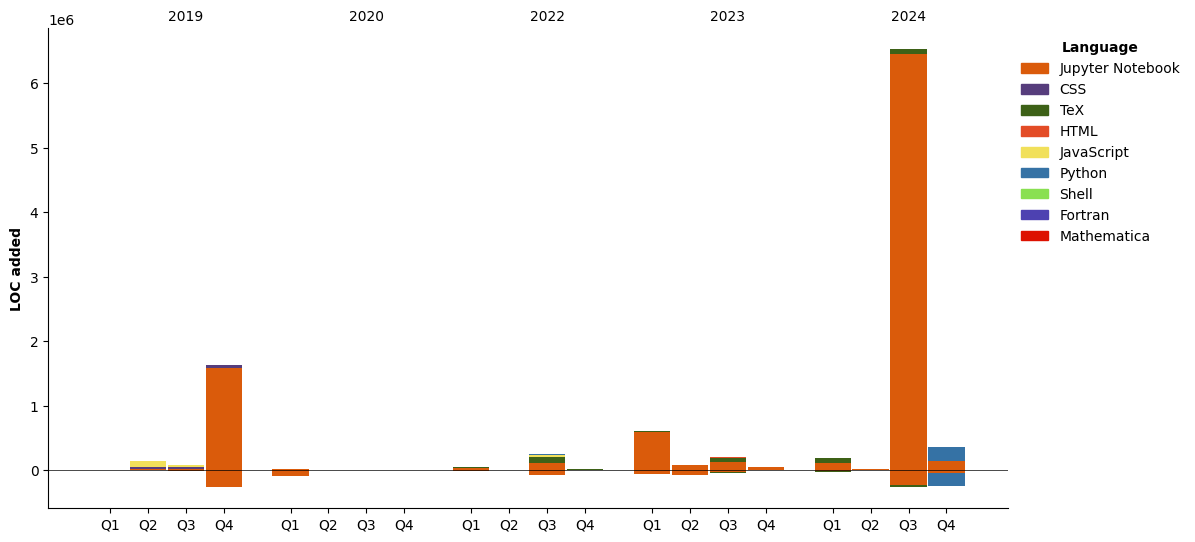 1e6
2019 2020 2022 2023 2024
Language
Jupyter Notebook
CSS
TeX
HTML
JavaScript
Python
Shell
Fortran
Mathematica
LOC added
6
5
4
3
2
1
0
Q1 Q2 Q3 Q4 Q1 Q2 Q3 Q4 Q1 Q2 Q3 Q4 Q1 Q2 Q3 Q4 Q1 Q2 Q3 Q4